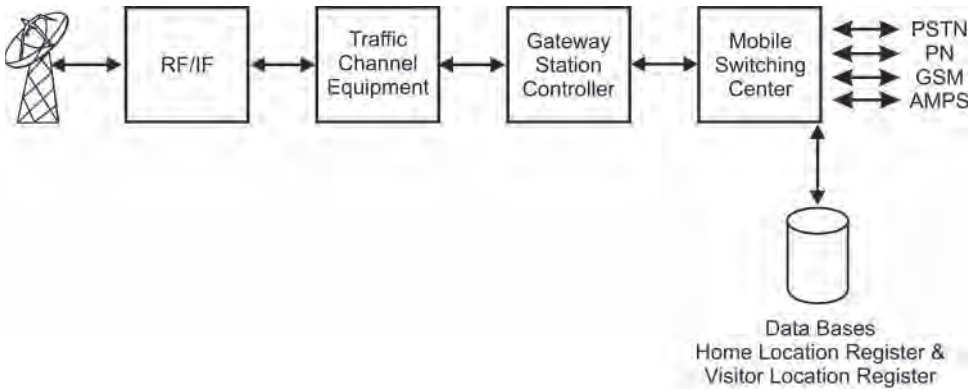 RF/IF
Traffic
Channel
Equipment
Gateway
Station
Controller
Mobile
Switching
Center
PSTN
PN
GSM
AMPS
Data Bases
Home Location Register &
Visitor Location Register